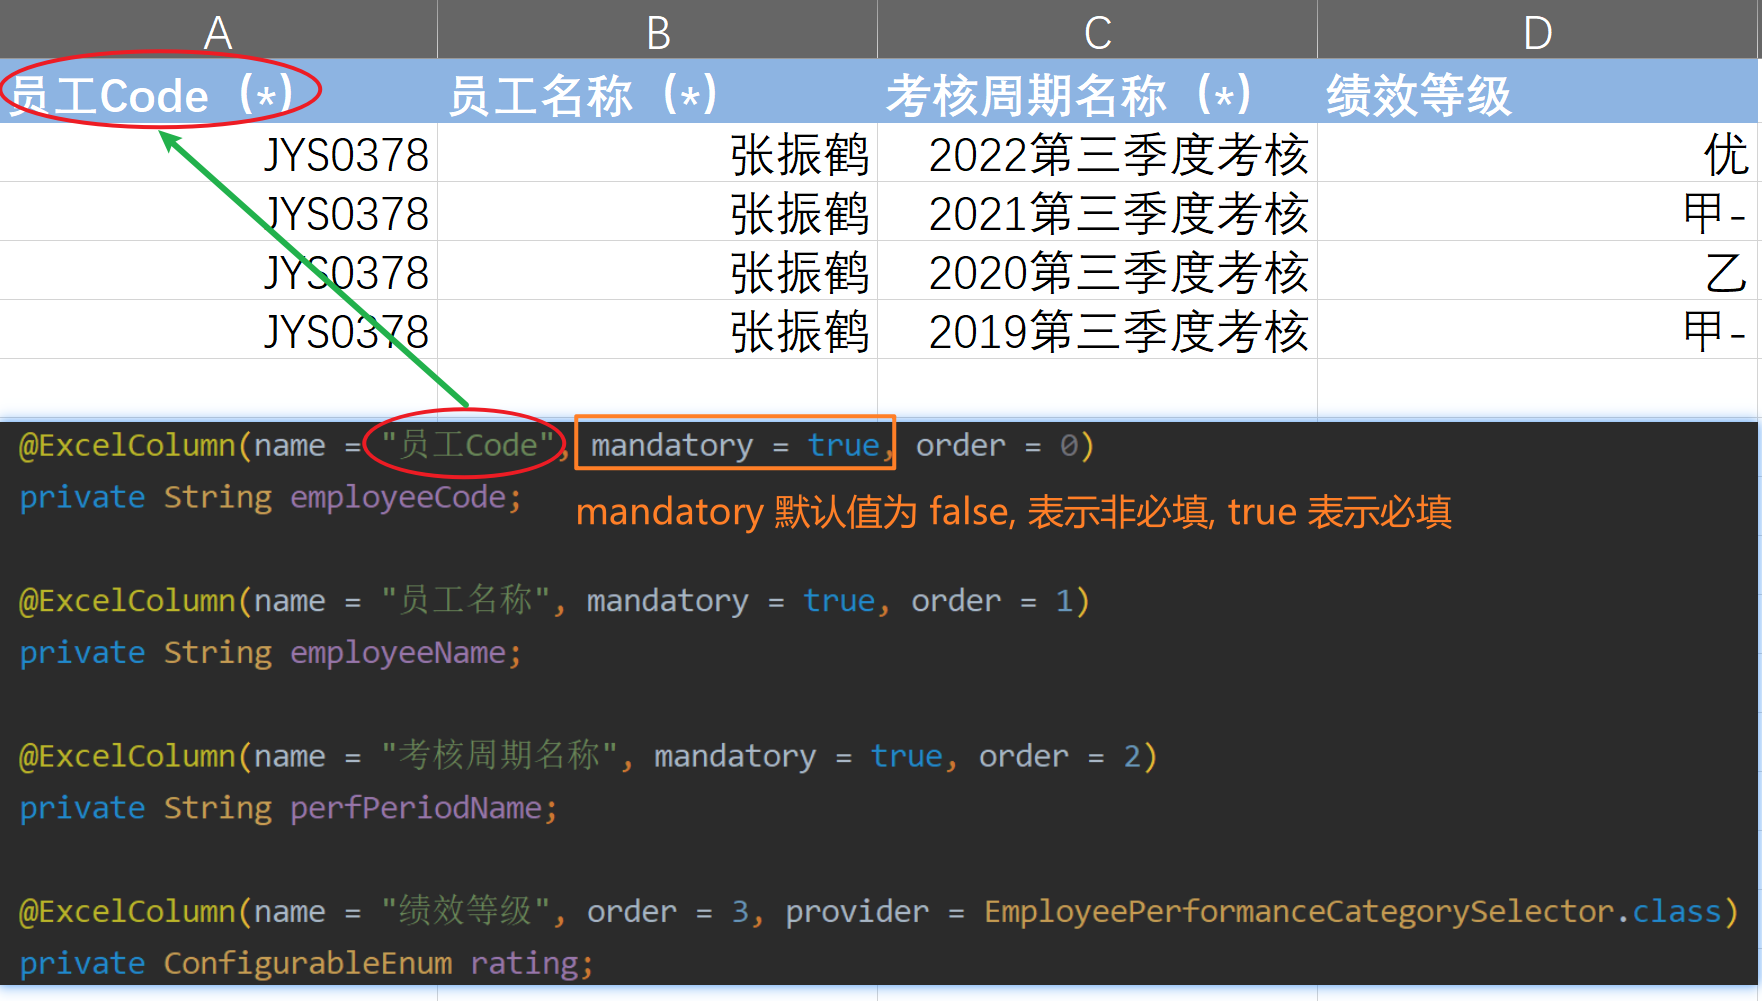 A B C D
员工Code（*） 员工名称（*） 考核周期名称（*） 绩效等级
JYS0378 张振鹤 2022第三季度考核 优
JYS0378 张振鹤 2021第三季度考核 甲-
JYS0378 张振鹤 2020第三季度考核 乙
JYS0378 张振鹤 2019第三季度考核 甲-
@ExcelColumn(name = "员工Code", mandatory = true, order = 0)
private String employeeCode;
mandatory 默认值为 false, 表示非必填, true 表示必填
@ExcelColumn(name = "员工名称", mandatory = true, order = 1)
private String employeeName;
@ExcelColumn(name = "考核周期名称", mandatory = true, order = 2)
private String perfPeriodName;
@ExcelColumn(name = "绩效等级", order = 3, provider = EmployeePerformanceCategorySelector.class)
private ConfigurableEnum rating;